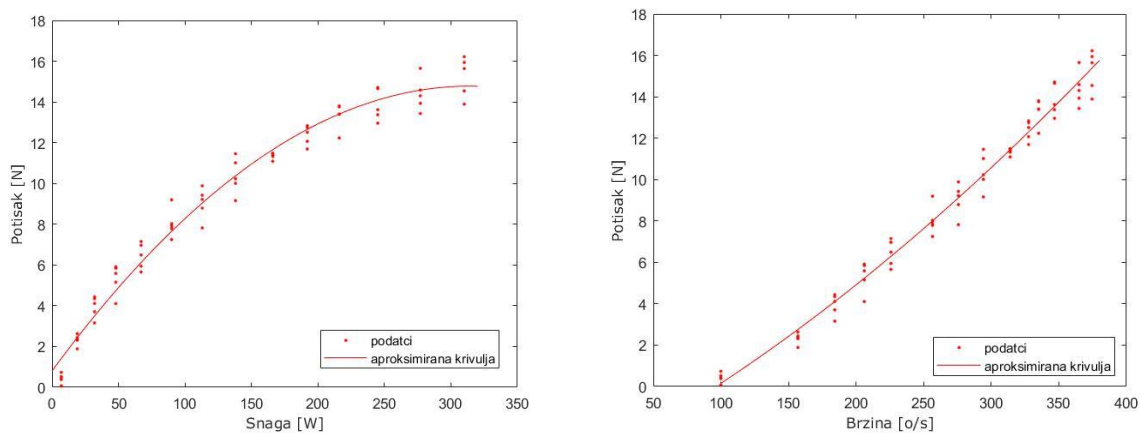 18
16
14
12
10
8
6
4
2
0
Potisak [N]
0 50 100 150 200 250 300 350
Snaga [W]
podatci
aproksimirana krivulja
18
16
14
12
10
8
6
4
2
0
Potisak [N]
50 100 150 200 250 300 350 400
Brzina [o/s]
podatci
aproksimirana krivulja